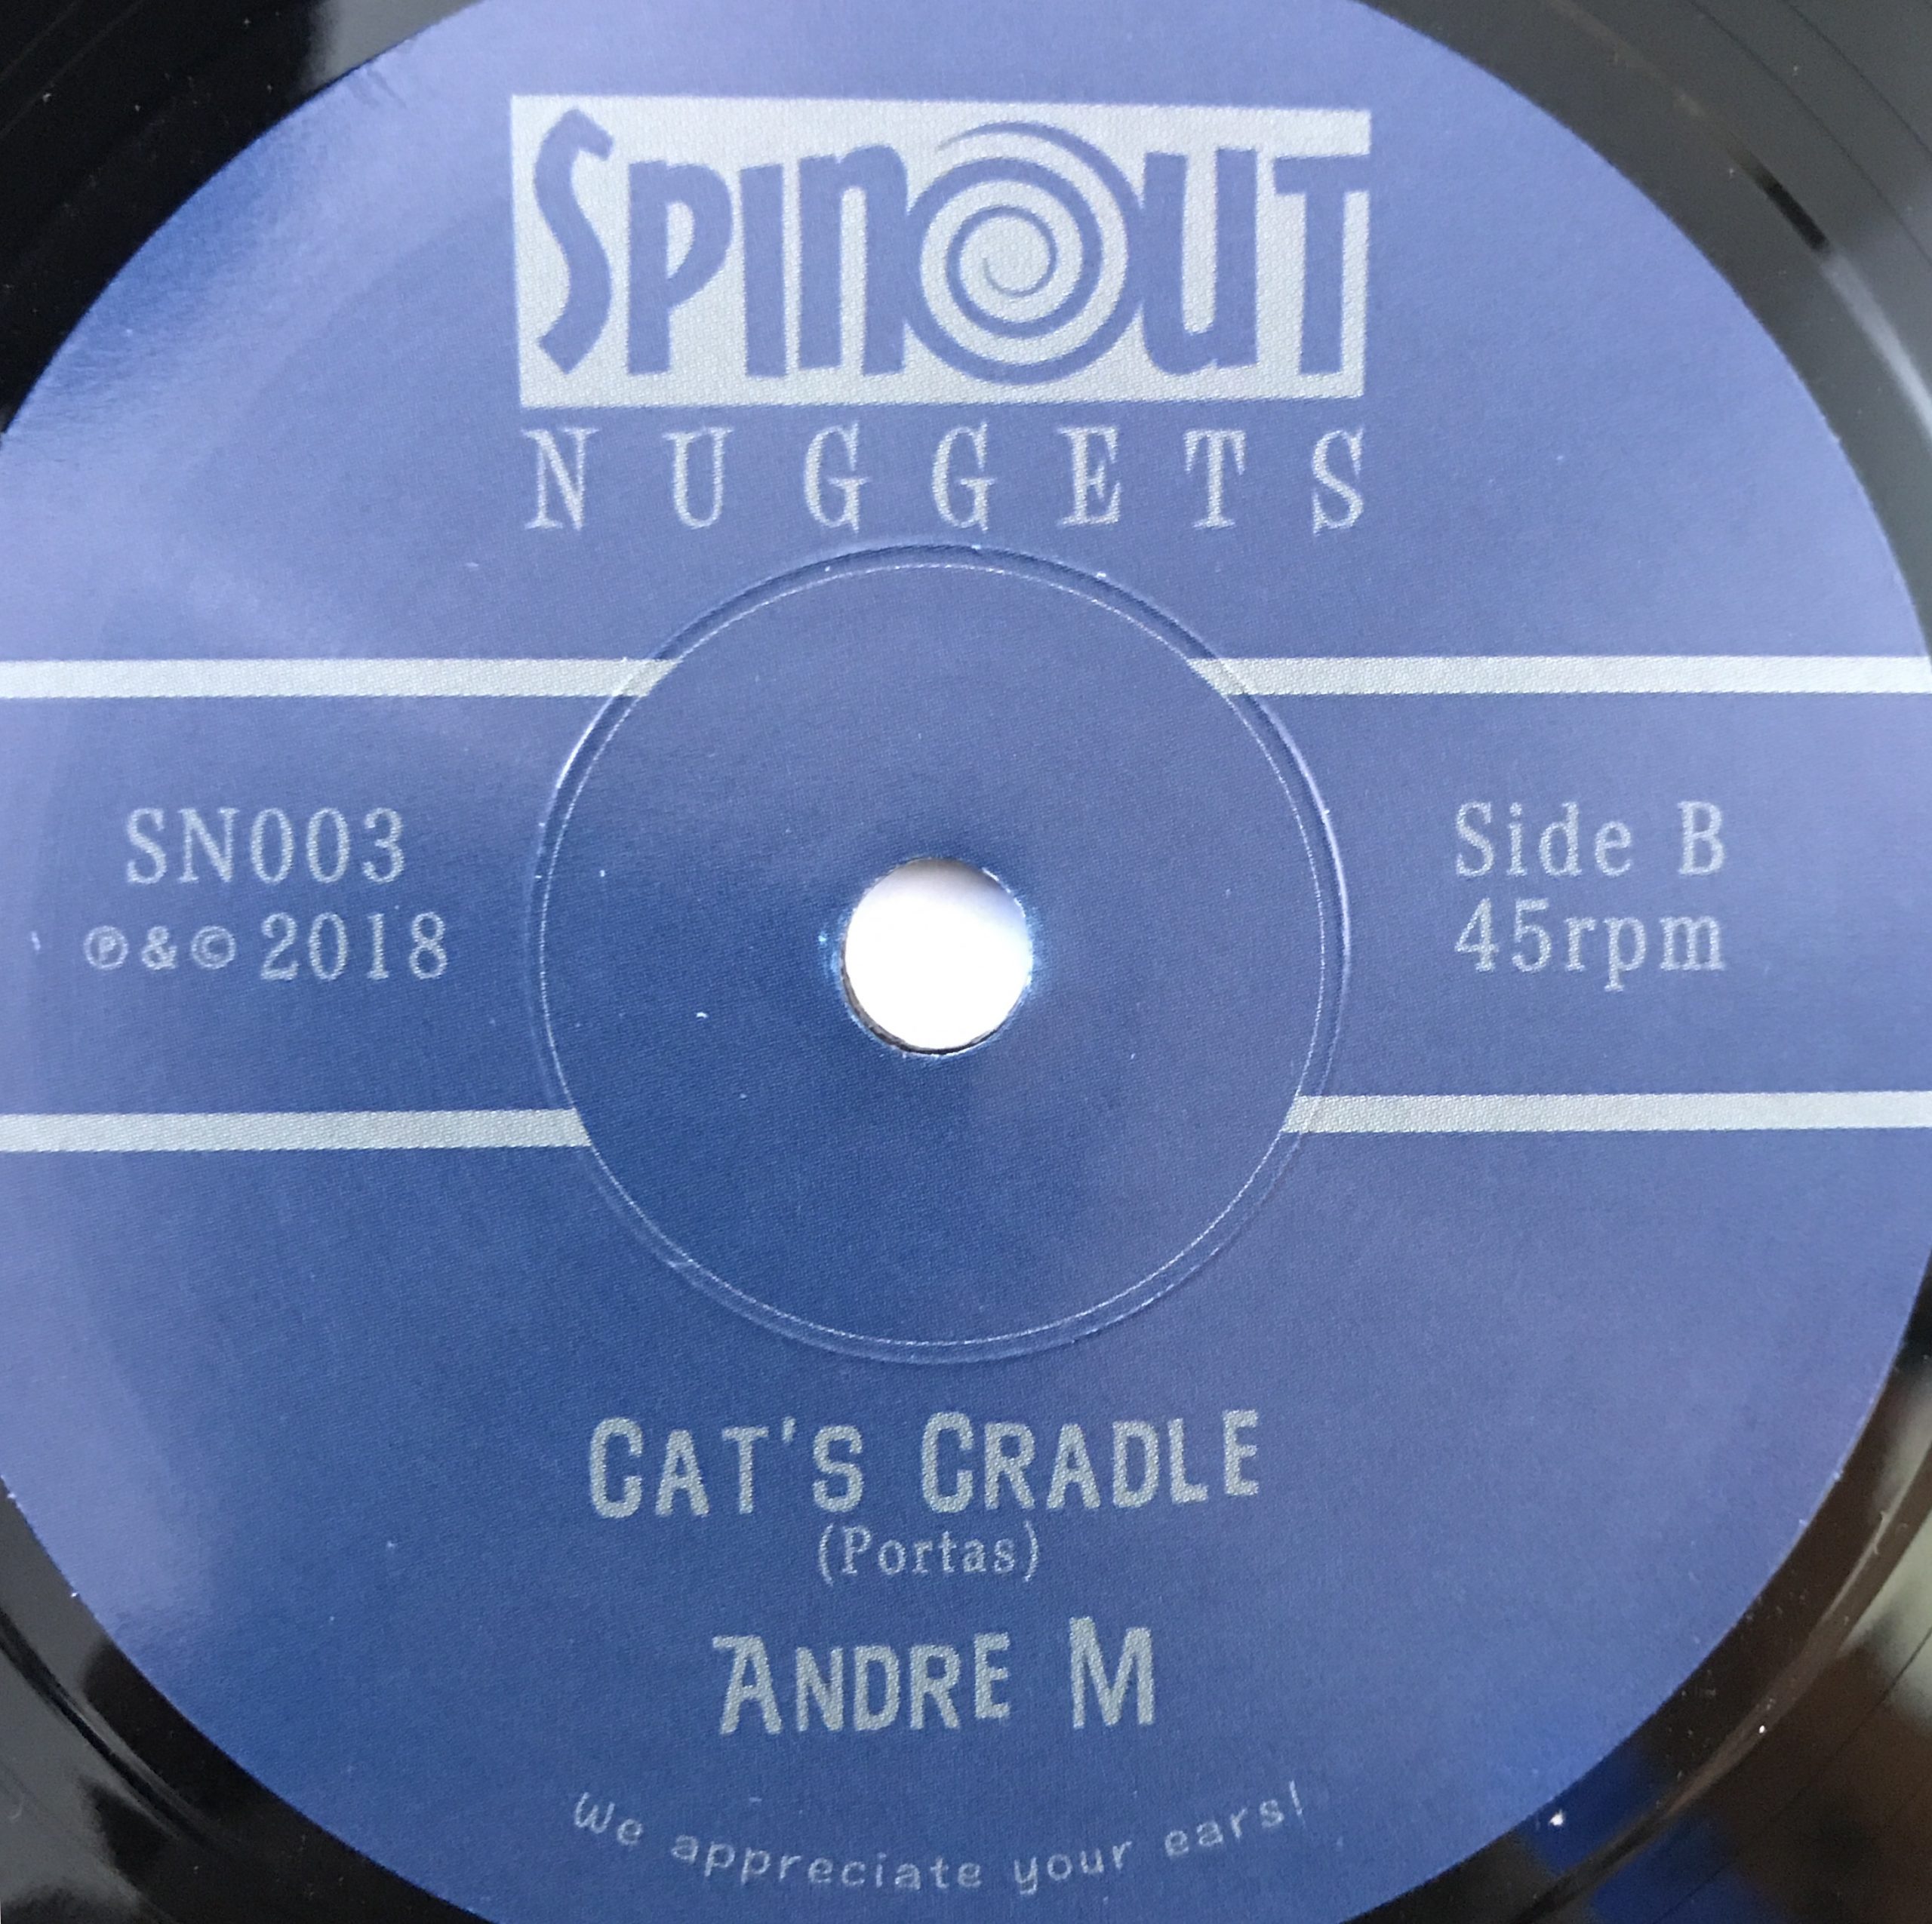 SPINOUT
NUGGETS
SN003
℗&© 2018
Side B
45rpm
CAT'S CRADLE
(Portas)
ANDRE M
We appreciate your ears!